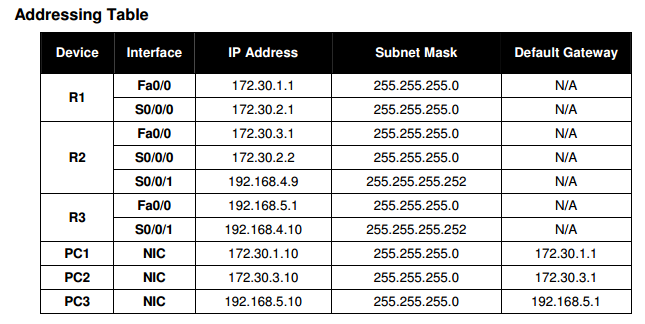 Addressing Table
Device Interface IP Address Subnet Mask Default Gateway
R1 Fa0/0 172.30.1.1 255.255.255.0 N/A
S0/0/0 172.30.2.1 255.255.255.0 N/A
R2 Fa0/0 172.30.3.1 255.255.255.0 N/A
S0/0/0 172.30.2.2 255.255.255.0 N/A
S0/0/1 192.168.4.9 255.255.255.252 N/A
R3 Fa0/0 192.168.5.1 255.255.255.0 N/A
S0/0/1 192.168.4.10 255.255.255.252 N/A
PC1 NIC 172.30.1.10 255.255.255.0 172.30.1.1
PC2 NIC 172.30.3.10 255.255.255.0 172.30.3.1
PC3 NIC 192.168.5.10 255.255.255.0 192.168.5.1